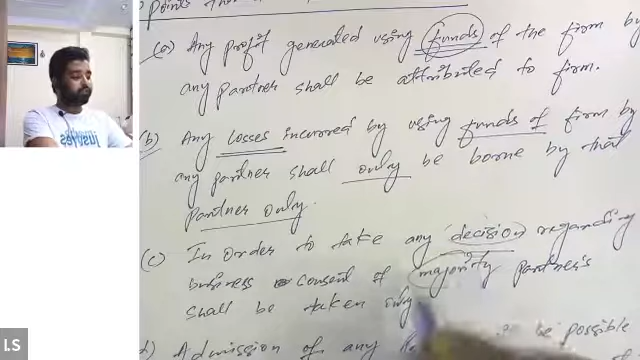 Points
(a) Any profit generated using funds of the firm by
any partner shall be attributed to firm.
(b) Any losses incurred by using funds of firm by
any partner shall only be borne by that
partner only.
(c) In order to take any decision regarding
business consent of majority partner's
shall be taken only
d) Admission of any be possible
LS